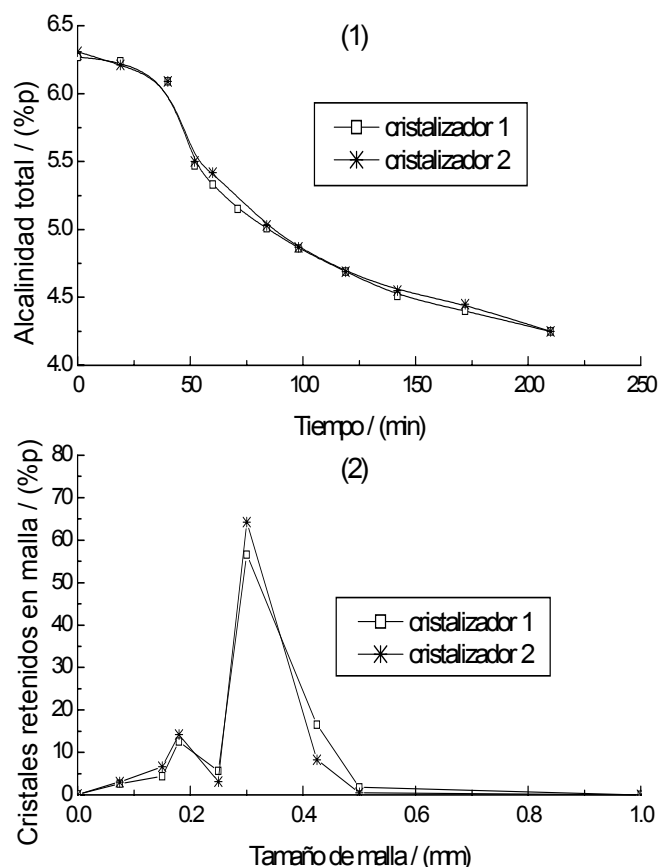 (1)
6.5
6.0
5.5
5.0
4.5
4.0
Alcalinidad total / (%p)
cristalizador 1
cristalizador 2
0 50 100 150 200 250
Tiempo / (min)
(2)
80
70
60
50
40
30
20
10
0
Cristales retenidos en malla / (%p)
cristalizador 1
cristalizador 2
0.0 0.2 0.4 0.6 0.8 1.0
Tamaño de malla / (mm)